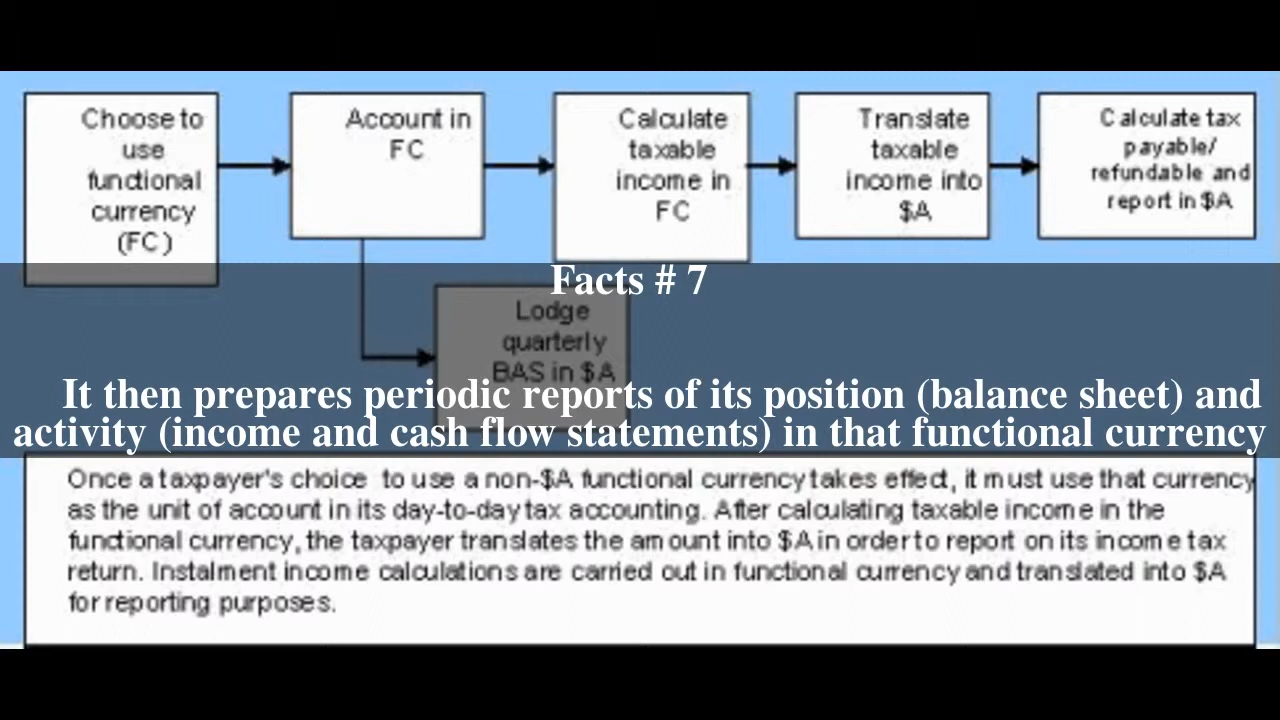 Choose to
use
functional
currency
(FC)
Account in
FC
Calculate
taxable
income in
FC
Translate
taxable
income into
$A
Calculate tax
payable/
refundable and
report in $A
Lodge
quarterly
BAS in $A
Facts # 7
It then prepares periodic reports of its position (balance sheet) and
activity (income and cash flow statements) in that functional currency
Once a taxpayer's choice to use a non-$A functional currency takes effect, it must use that currency
as the unit of account in its day-to-day tax accounting. After calculating taxable income in the
functional currency, the taxpayer translates the amount into $A in order to report on its income tax
return. Instalment income calculations are carried out in functional currency and translated into $A
for reporting purposes.